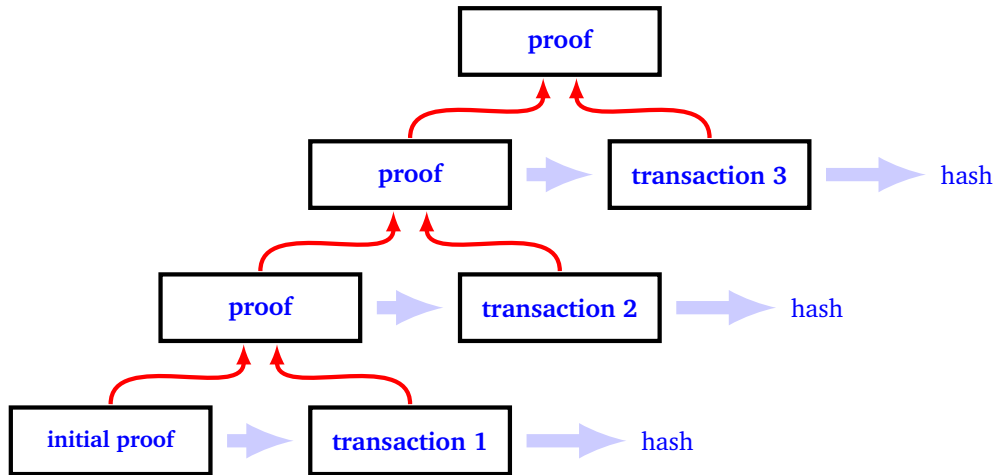 proof
proof
transaction 3
hash
proof
transaction 2
hash
initial proof
transaction 1
hash